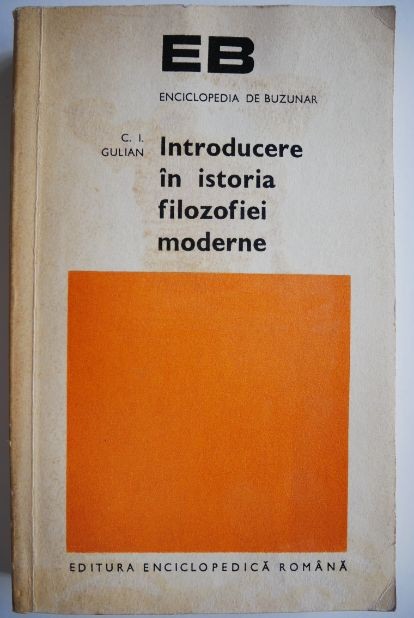 EB
ENCICLOPEDIA DE BUZUNAR
C. I.
GULIAN
Introducere
în istoria
filozofiei
moderne
EDITURA ENCICLOPEDICĂ ROMÂNĂ